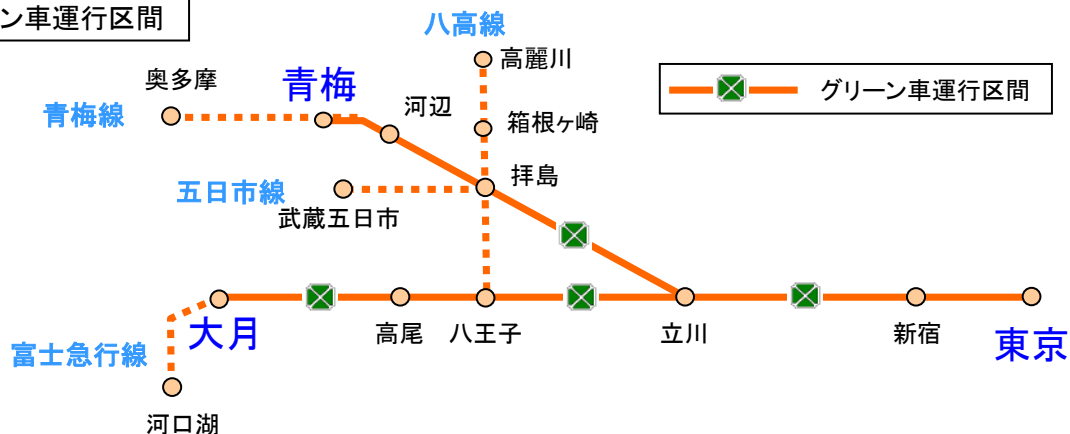 ン車運行区間
八高線
高麗川
奥多摩
青梅
グリーン車運行区間
青梅線
河辺
箱根ヶ崎
拝島
五日市線
武蔵五日市
大月
高尾
八王子
立川
新宿
東京
富士急行線
河口湖